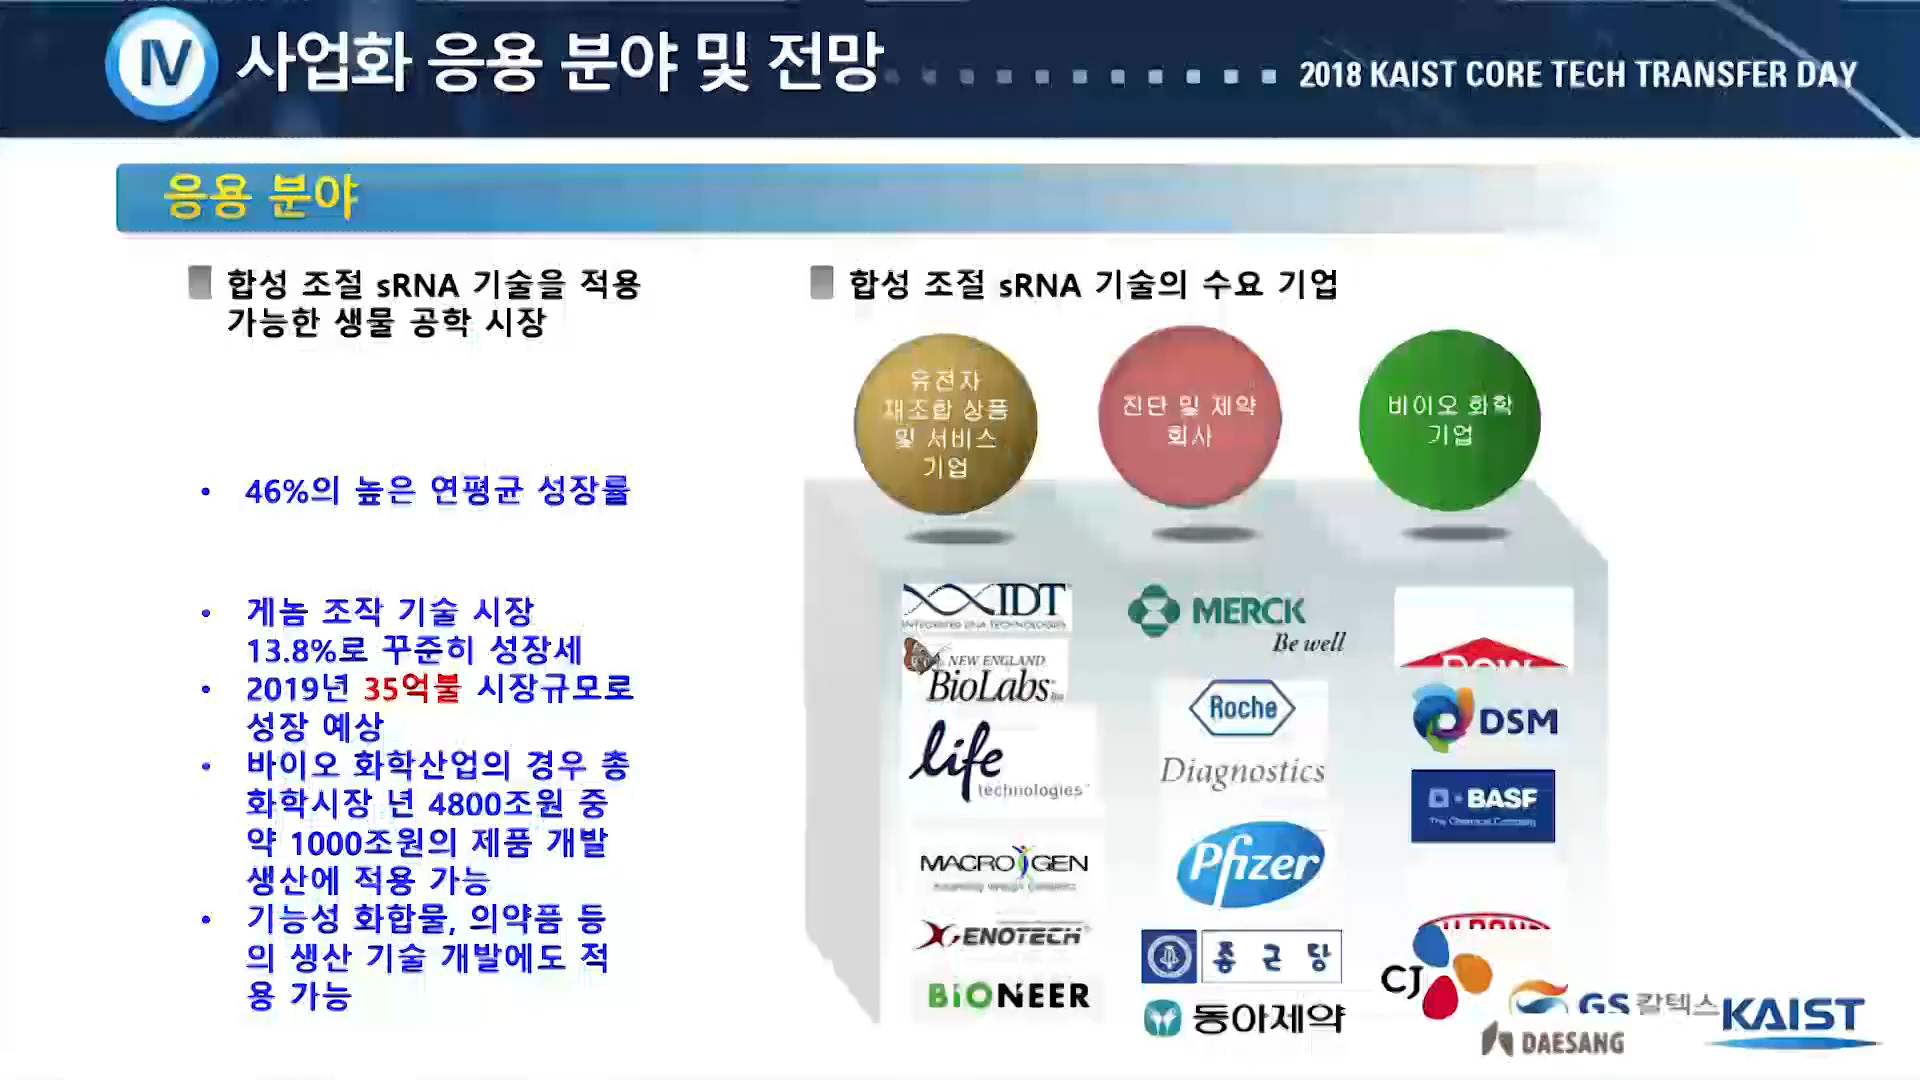 IV 사업화 응용 분야 및 전망
2018 KAIST CORE TECH TRANSFER DAY
응용 분야
합성 조절 sRNA 기술을 적용
가능한 생물 공학 시장
• 46%의 높은 연평균 성장률
• 게놈 조작 기술 시장
13.8%로 꾸준히 성장세
• 2019년 35억불 시장규모로
성장 예상
• 바이오 화학산업의 경우 총
화학시장 년 4800조원 중
약 1000조원의 제품 개발
생산에 적용 가능
• 기능성 화합물, 의약품 등
의 생산 기술 개발에도 적
용 가능
합성 조절 sRNA 기술의 수요 기업
유전자
재조합 상품
및 서비스
기업
진단 및 제약
회사
비이오 화학
기업
IDT
INTEGRATED DNA TECHNOLOGIES
NEW ENGLAND
BioLabs Inc
life
technologies
MACROGEN
XENOTECH
BIONEER
MERCK
Be well
Roche
Diagnostics
Pfizer
종근당
동아제약
DOW
DSM
BASF
The Chemical Company
CJ
GS칼텍스
DAESANG
KAIST